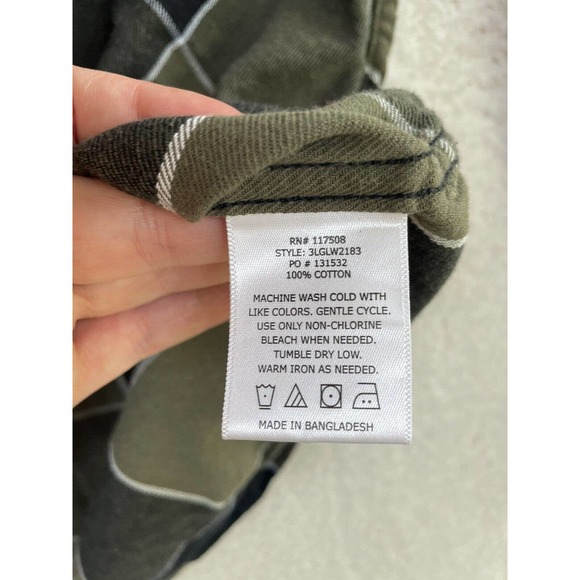 RN# 117508
STYLE: 3LGLW2183
PO # 131532
100% COTTON
MACHINE WASH COLD WITH
LIKE COLORS. GENTLE CYCLE.
USE ONLY NON-CHLORINE
BLEACH WHEN NEEDED.
TUMBLE DRY LOW.
WARM IRON AS NEEDED.
MADE IN BANGLADESH